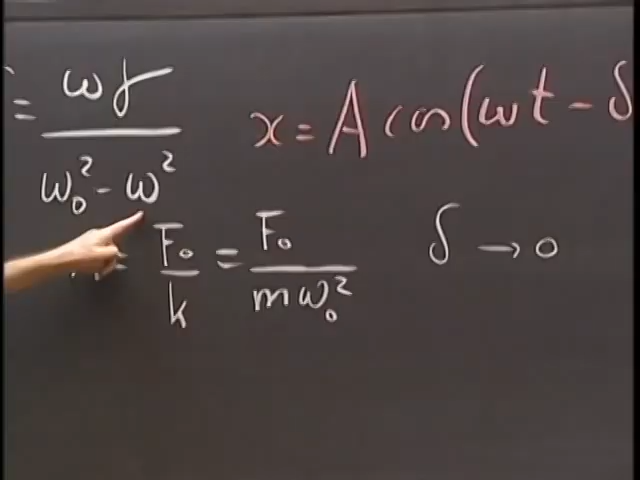 = ωγ / (ω₀² - ω²)
x = A cos(ωt - δ
= F₀/k = F₀/(mω₀²)
δ → 0